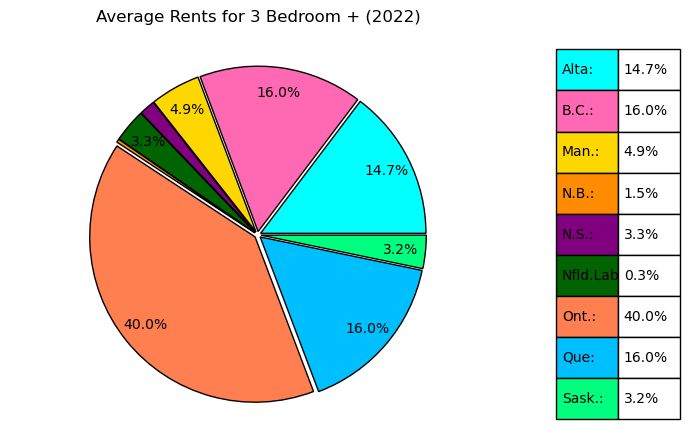 Average Rents for 3 Bedroom + (2022)
16.0%
4.9%
3.3%
14.7%
3.2%
40.0%
16.0%
Alta: 14.7%
B.C.: 16.0%
Man.: 4.9%
N.B.: 1.5%
N.S.: 3.3%
Nfld.Lab 0.3%
Ont.: 40.0%
Que: 16.0%
Sask.: 3.2%